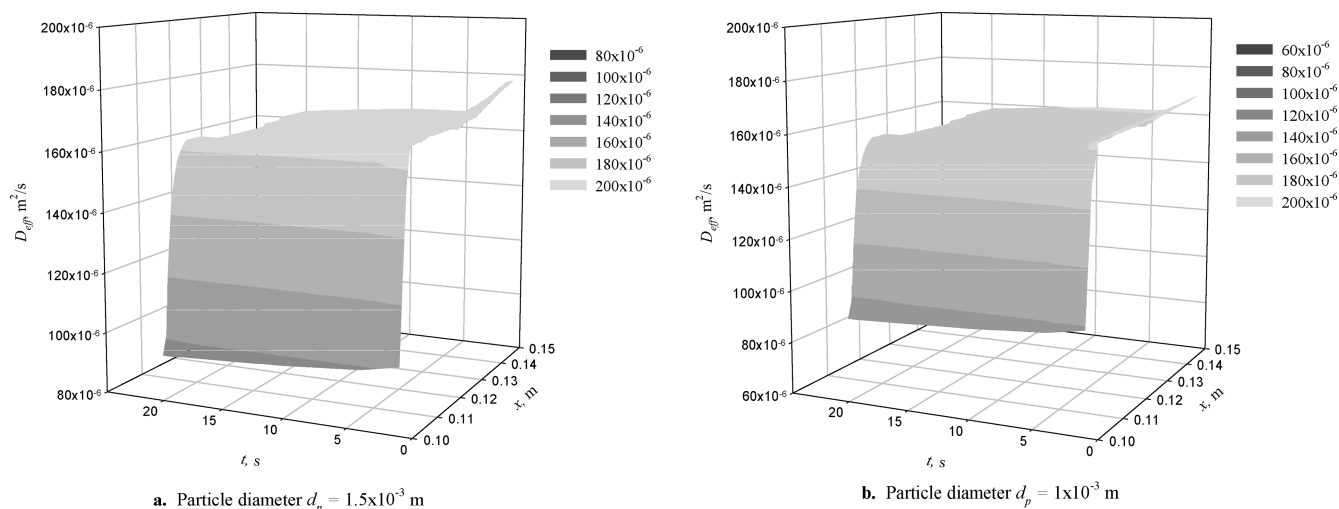 200x10⁻⁶
180x10⁻⁶
160x10⁻⁶
140x10⁻⁶
120x10⁻⁶
100x10⁻⁶
80x10⁻⁶
D_eff, m²/s
20
15
10
5
0
t, s
0.10
0.11
0.12
0.13
0.14
0.15
x, m
80x10⁻⁶
100x10⁻⁶
120x10⁻⁶
140x10⁻⁶
160x10⁻⁶
180x10⁻⁶
200x10⁻⁶
a. Particle diameter d_p = 1.5x10⁻³ m
200x10⁻⁶
180x10⁻⁶
160x10⁻⁶
140x10⁻⁶
120x10⁻⁶
100x10⁻⁶
80x10⁻⁶
60x10⁻⁶
D_eff, m²/s
20
15
10
5
0
t, s
0.10
0.11
0.12
0.13
0.14
0.15
x, m
60x10⁻⁶
80x10⁻⁶
100x10⁻⁶
120x10⁻⁶
140x10⁻⁶
160x10⁻⁶
180x10⁻⁶
200x10⁻⁶
b. Particle diameter d_p = 1x10⁻³ m